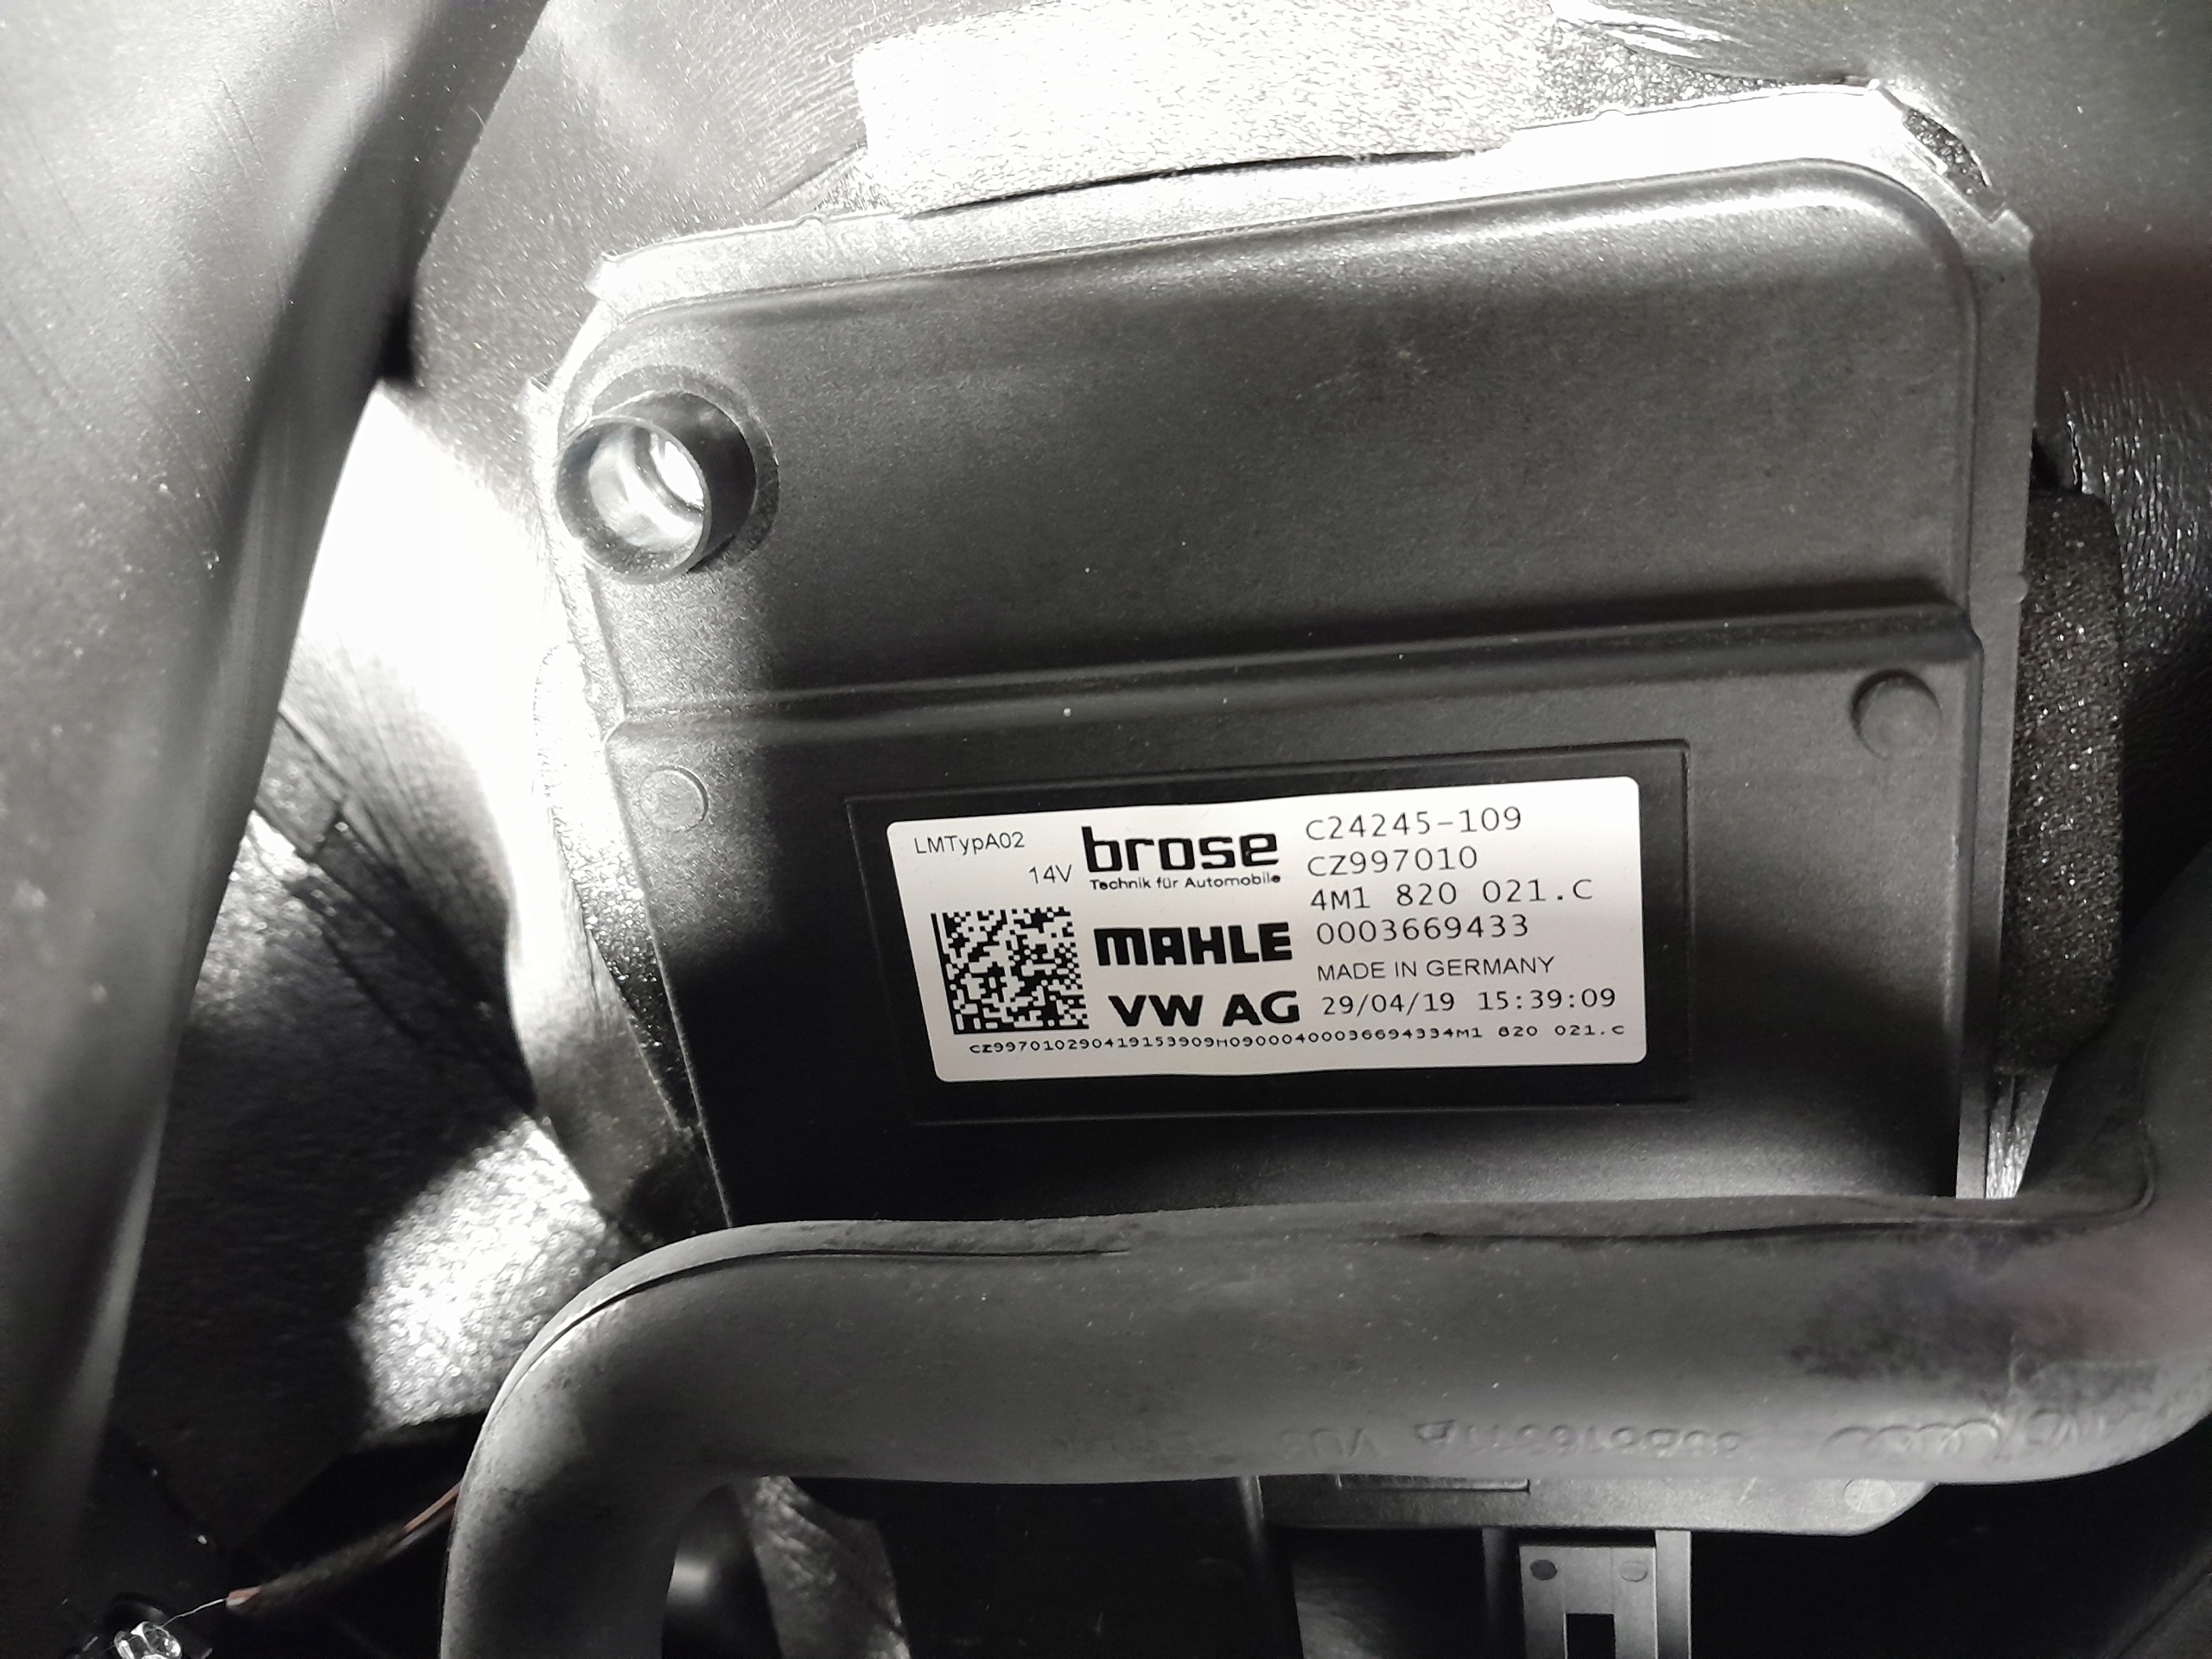 LMTypA02
14V
brose
Technik für Automobile
MAHLE
VW AG
C24245-109
CZ997010
4M1 820 021.C
0003669433
MADE IN GERMANY
29/04/19 15:39:09
CZ997010290419153909H09000400036694334M1 820 021.C